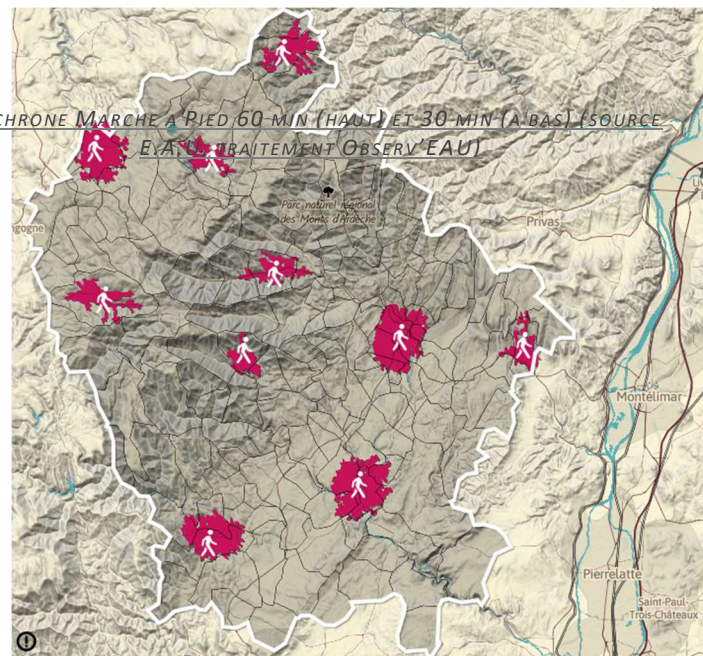 CHRONE MARCHE A PIED 60 MIN (HAUT) ET 30 MIN (A BAS) (SOURCE
E.A.U. TRAITEMENT OBSERV'EAU)
Parc naturel régional
des Monts d'Ardèche
Privas
gogne
Montélimar
Pierrelatte
Saint-Paul-
Trois-Châteaux